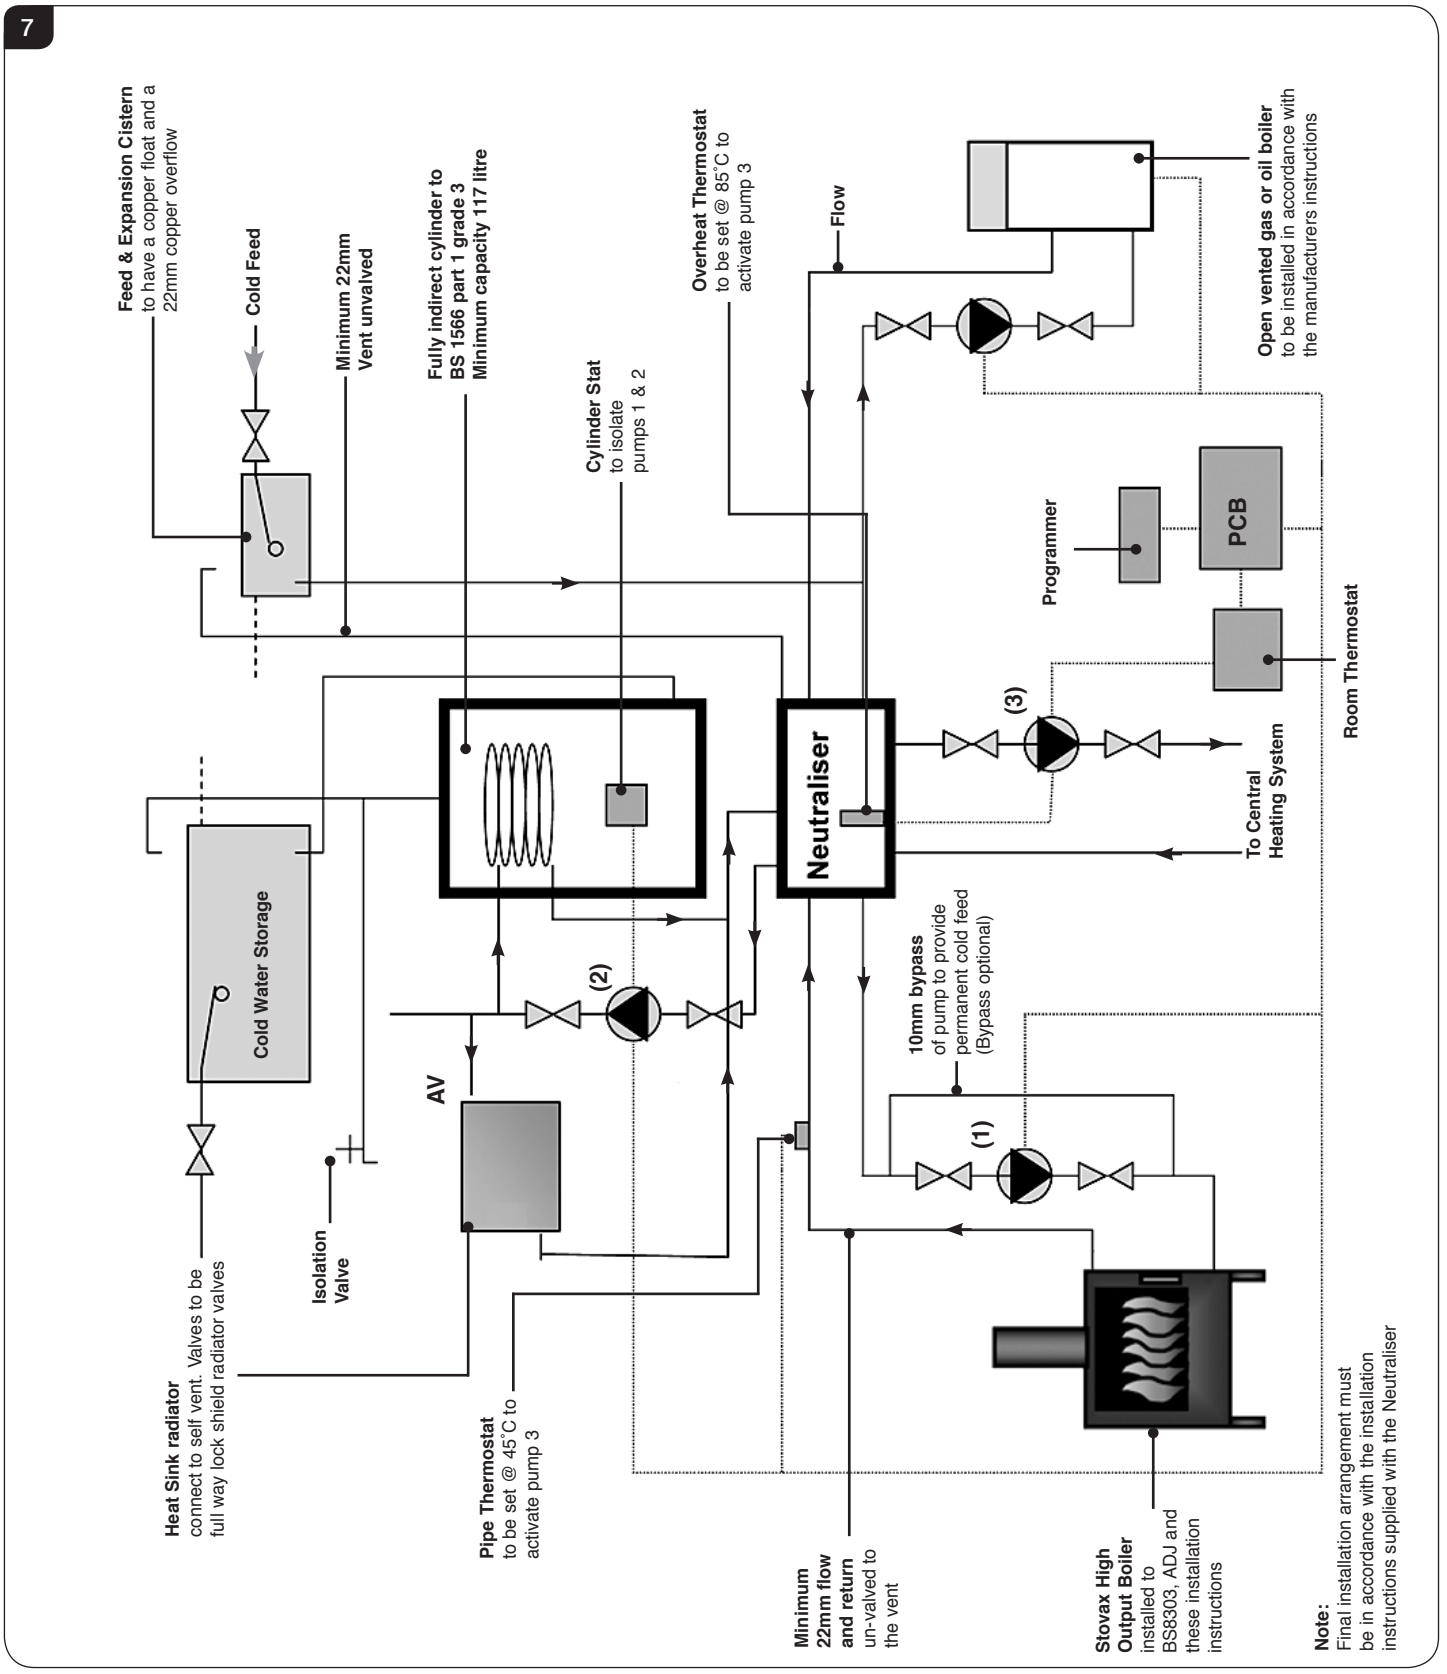 7
Feed & Expansion Cistern
to have a copper float and a
22mm copper overflow
Cold Feed
Minimum 22mm
Vent unvalved
Fully indirect cylinder to
BS 1566 part 1 grade 3
Minimum capacity 117 litre
Cylinder Stat
to isolate
pumps 1 & 2
Overheat Thermostat
to be set @ 85˚C to
activate pump 3
Flow
Open vented gas or oil boiler
to be installed in accordance with
the manufacturers instructions
Programmer
PCB
Room Thermostat
(3)
To Central
Heating System
Neutraliser
Cold Water Storage
(2)
AV
10mm bypass
of pump to provide
permanent cold feed
(Bypass optional)
(1)
Isolation
Valve
Heat Sink radiator
connect to self vent. Valves to be
full way lock shield radiator valves
Pipe Thermostat
to be set @ 45˚C to
activate pump 3
Minimum
22mm flow
and return
un-valved to
the vent
Stovax High
Output Boiler
installed to
BS8303, ADJ and
these installation
instructions
Note:
Final installation arrangement must
be in accordance with the installation
instructions supplied with the Neutraliser